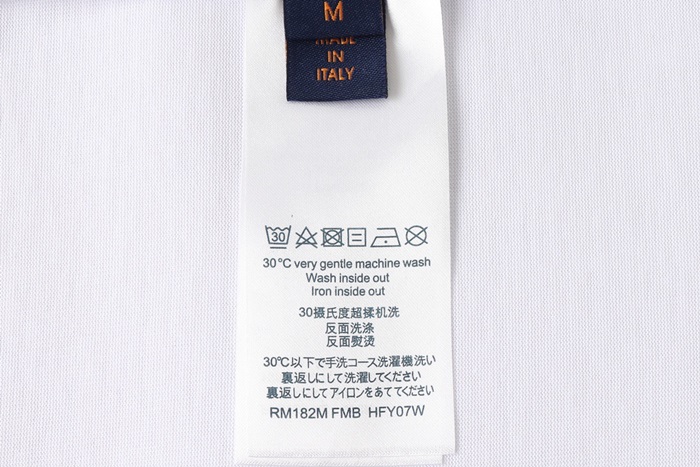 M
MADE
IN
ITALY
30
30°C very gentle machine wash
Wash inside out
Iron inside out
30摄氏度超揉机洗
反面洗涤
反面熨烫
30℃以下で手洗コース洗濯機洗い
裏返しにして洗濯してください
裏返しにしてアイロンをあててください
RM182M FMB HFY07W